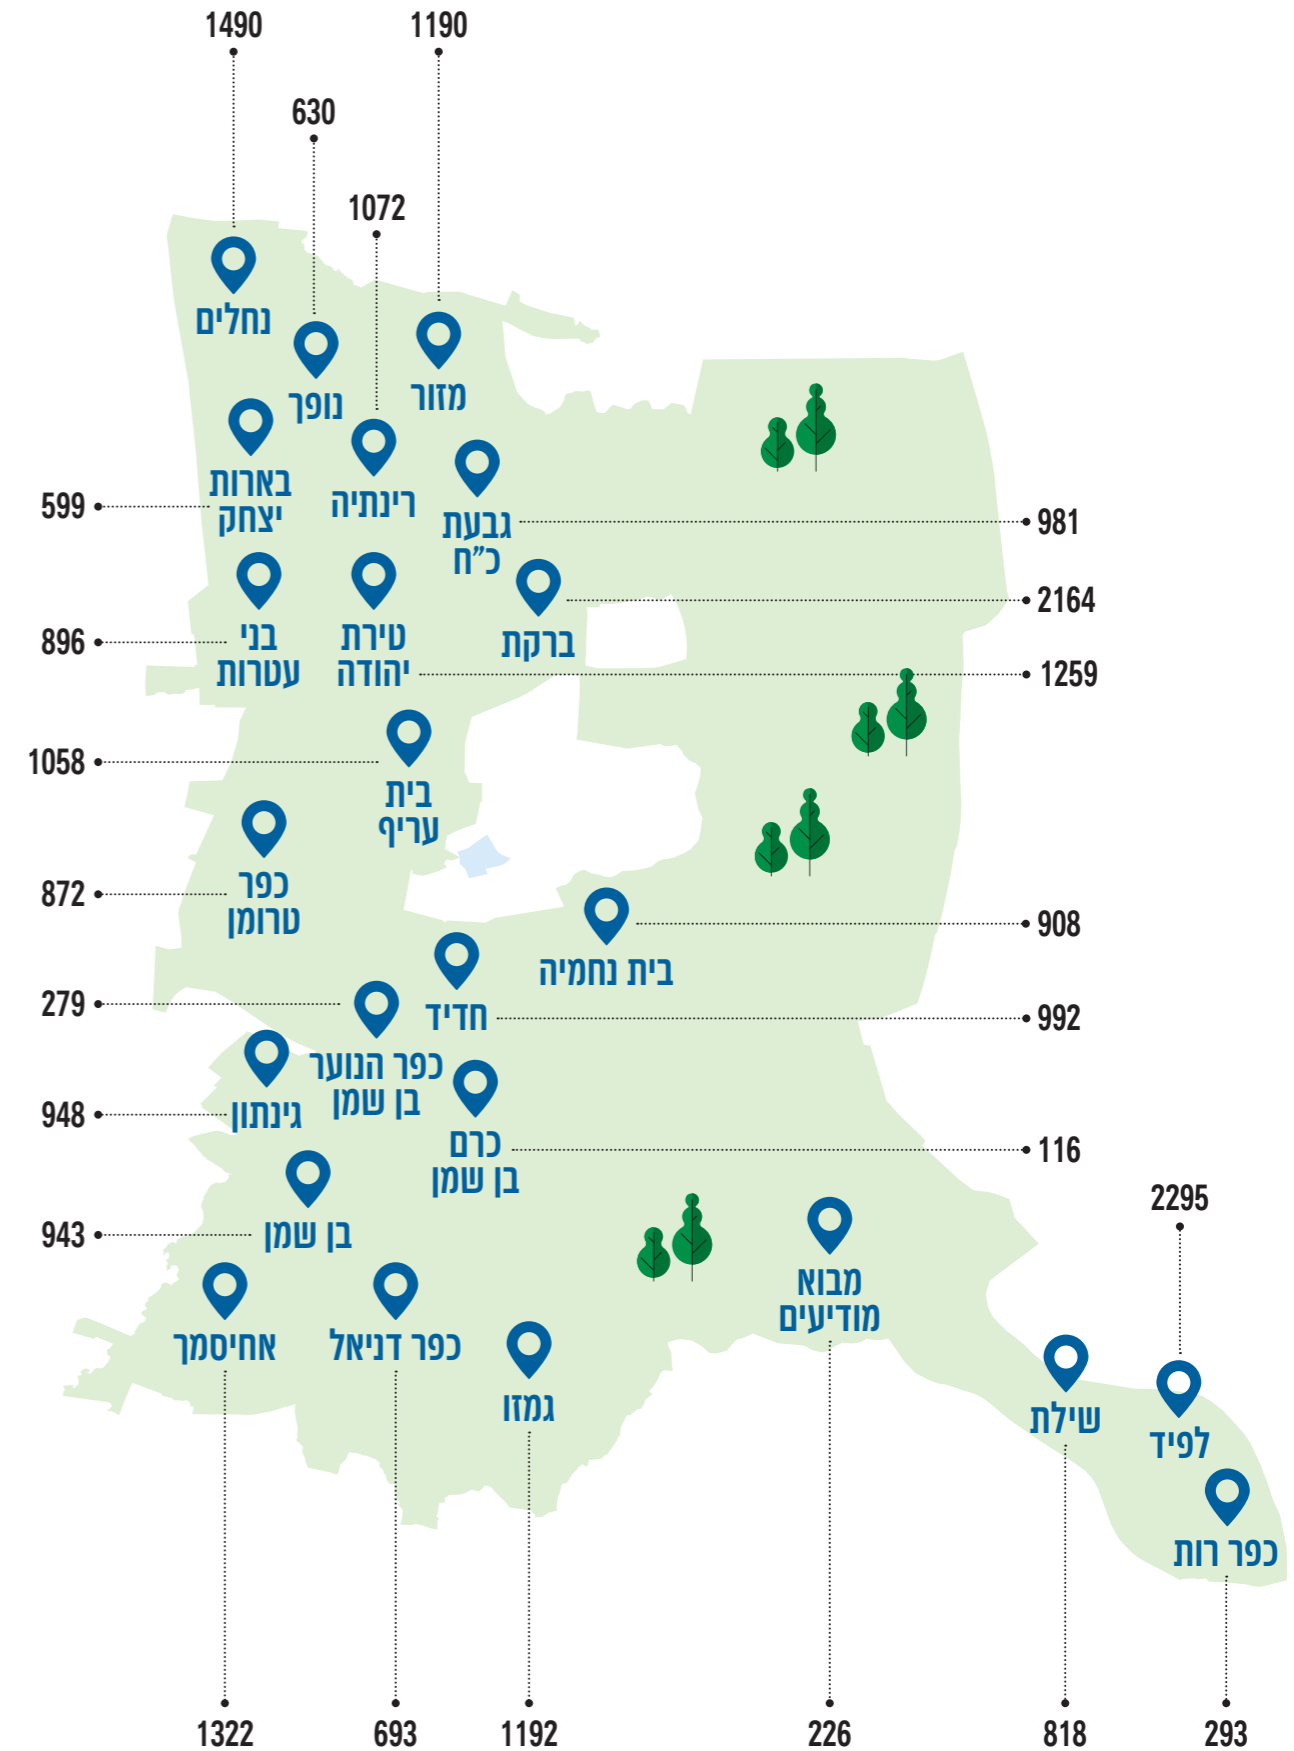 1490
1190
630
1072
נחלים
נופך
מזור
בארות
יצחק
599
רינתיה
גבעת
כ״ח
981
ברקת
2164
בני
עטרות
896
טירת
יהודה
1259
בית
עריף
1058
כפר
טרומן
872
בית נחמיה
908
חדיד
992
279
כפר הנוער
בן שמן
גינתון
948
כרם
בן שמן
116
בן שמן
943
מבוא
מודיעים
2295
אחיסמך
כפר דניאל
גמזו
שילת
לפיד
כפר רות
1322
693
1192
226
818
293